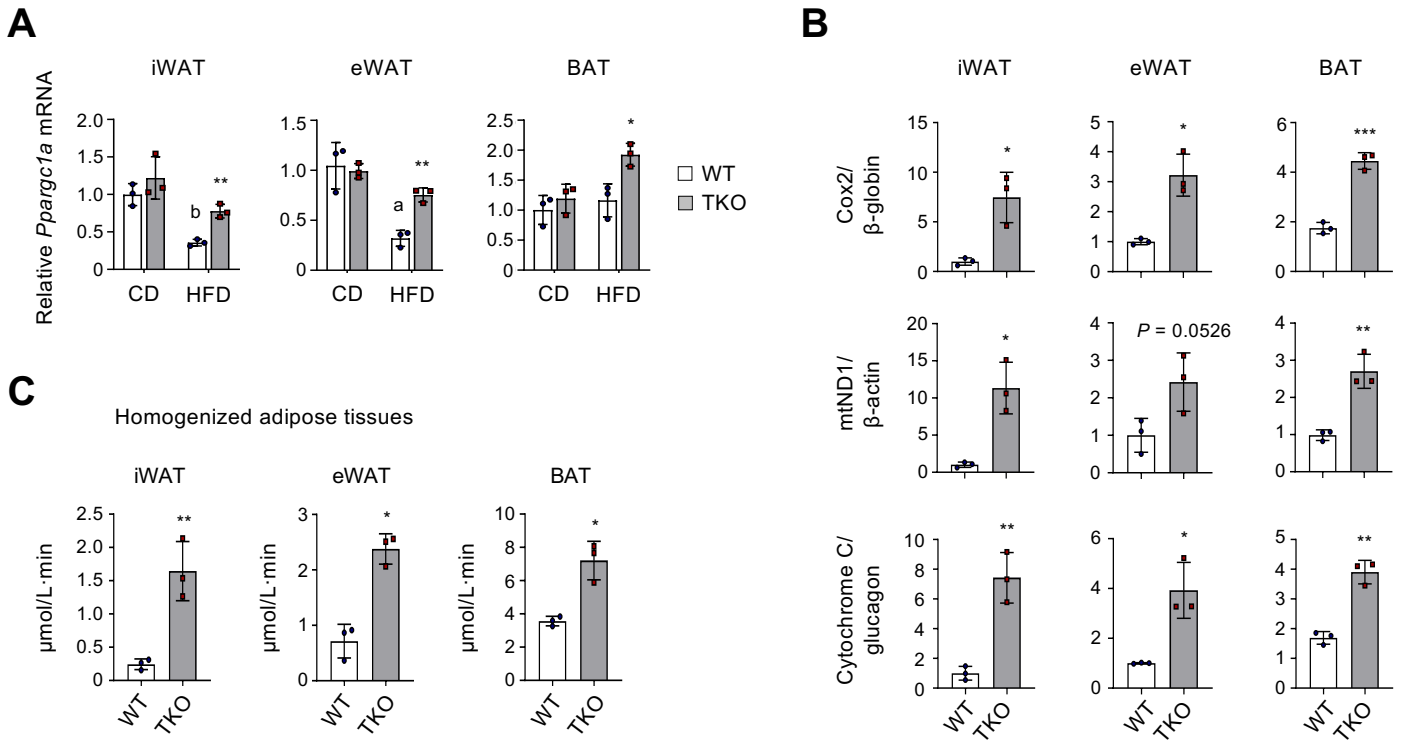 A
iWAT
eWAT
BAT
Relative Ppargc1a mRNA
2.0
1.5
1.0
0.5
0
b
**
CD
HFD
1.5
1.0
0.5
0
a
**
CD
HFD
2.5
2.0
1.5
1.0
0.5
0
*
CD
HFD
WT
TKO
B
iWAT
eWAT
BAT
Cox2/
β-globin
15
10
5
0
*
5
4
3
2
1
0
*
6
4
2
0
***
mtND1/
β-actin
20
15
10
5
0
*
4
3
2
1
0
P = 0.0526
4
3
2
1
0
**
Cytochrome C/
glucagon
10
8
6
4
2
0
**
WT
TKO
6
4
2
0
*
WT
TKO
5
4
3
2
1
0
**
WT
TKO
C
Homogenized adipose tissues
iWAT
eWAT
BAT
µmol/L·min
2.5
2.0
1.5
1.0
0.5
0
**
WT
TKO
µmol/L·min
3
2
1
0
*
WT
TKO
µmol/L·min
10
8
6
4
2
0
*
WT
TKO